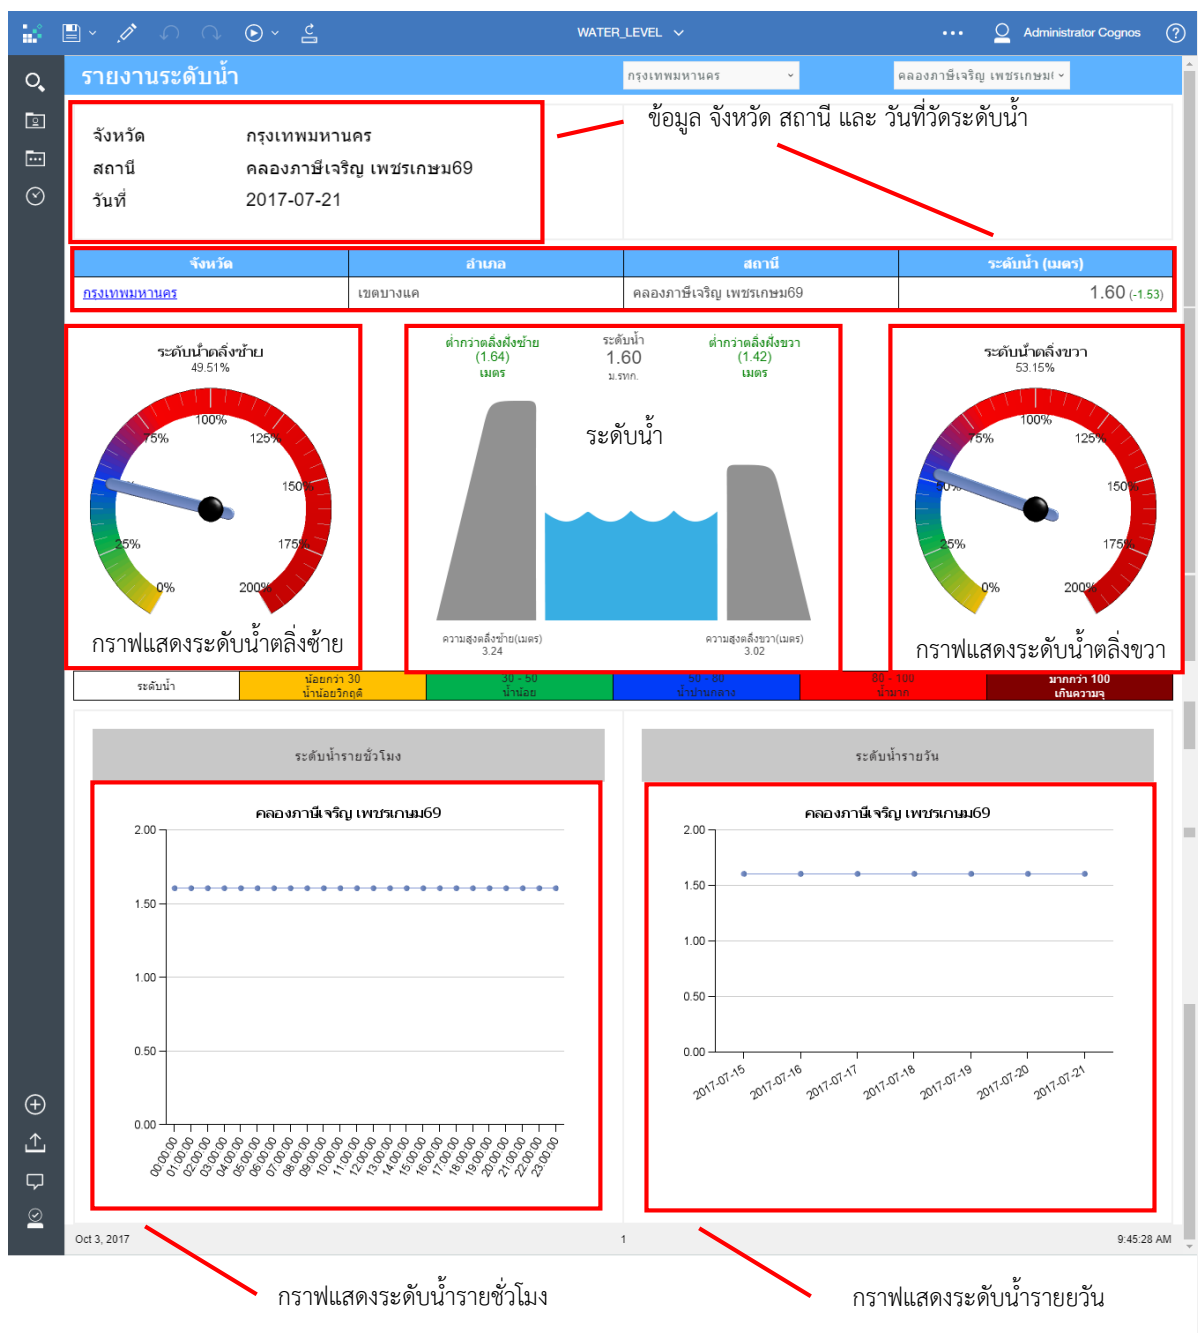 WATER_LEVEL
Administrator Cognos
รายงานระดับน้ำ
กรุงเทพมหานคร
คลองภาษีเจริญ เพชรเกษม
ข้อมูล จังหวัด สถานี และ วันที่วัดระดับน้ำ
จังหวัด กรุงเทพมหานคร
สถานี คลองภาษีเจริญ เพชรเกษม69
วันที่ 2017-07-21
จังหวัด อำเภอ สถานี ระดับน้ำ (เมตร)
กรุงเทพมหานคร เขตบางแค คลองภาษีเจริญ เพชรเกษม69 1.60 (-1.53)
ระดับน้ำตลิ่งซ้าย
49.51%
0%
25%
75%
100%
125%
150%
175%
200%
กราฟแสดงระดับน้ำตลิ่งซ้าย
ต่ำกว่าตลิ่งฝั่งซ้าย
(1.64)
เมตร
ระดับน้ำ
1.60
ม.รทก.
ต่ำกว่าตลิ่งฝั่งขวา
(1.42)
เมตร
ระดับน้ำ
ความสูงตลิ่งซ้าย(เมตร)
3.24
ความสูงตลิ่งขวา(เมตร)
3.02
ระดับน้ำตลิ่งขวา
53.15%
0%
25%
50%
75%
100%
125%
150%
175%
200%
กราฟแสดงระดับน้ำตลิ่งขวา
ระดับน้ำ
น้อยกว่า 30
น้ำน้อยวิกฤติ
30 - 50
น้ำน้อย
50 - 80
น้ำปานกลาง
80 - 100
น้ำมาก
มากกว่า 100
เกินความจุ
ระดับน้ำรายชั่วโมง
คลองภาษีเจริญ เพชรเกษม69
2.00
1.50
1.00
0.50
0.00
00:00:00 01:00:00 02:00:00 03:00:00 04:00:00 05:00:00 06:00:00 07:00:00 08:00:00 09:00:00 10:00:00 11:00:00 12:00:00 13:00:00 14:00:00 15:00:00 16:00:00 17:00:00 18:00:00 19:00:00 20:00:00 21:00:00 22:00:00 23:00:00
ระดับน้ำรายวัน
คลองภาษีเจริญ เพชรเกษม69
2.00
1.50
1.00
0.50
0.00
2017-07-15 2017-07-16 2017-07-17 2017-07-18 2017-07-19 2017-07-20 2017-07-21
Oct 3, 2017
1
9:45:28 AM
กราฟแสดงระดับน้ำรายชั่วโมง
กราฟแสดงระดับน้ำรายยวัน